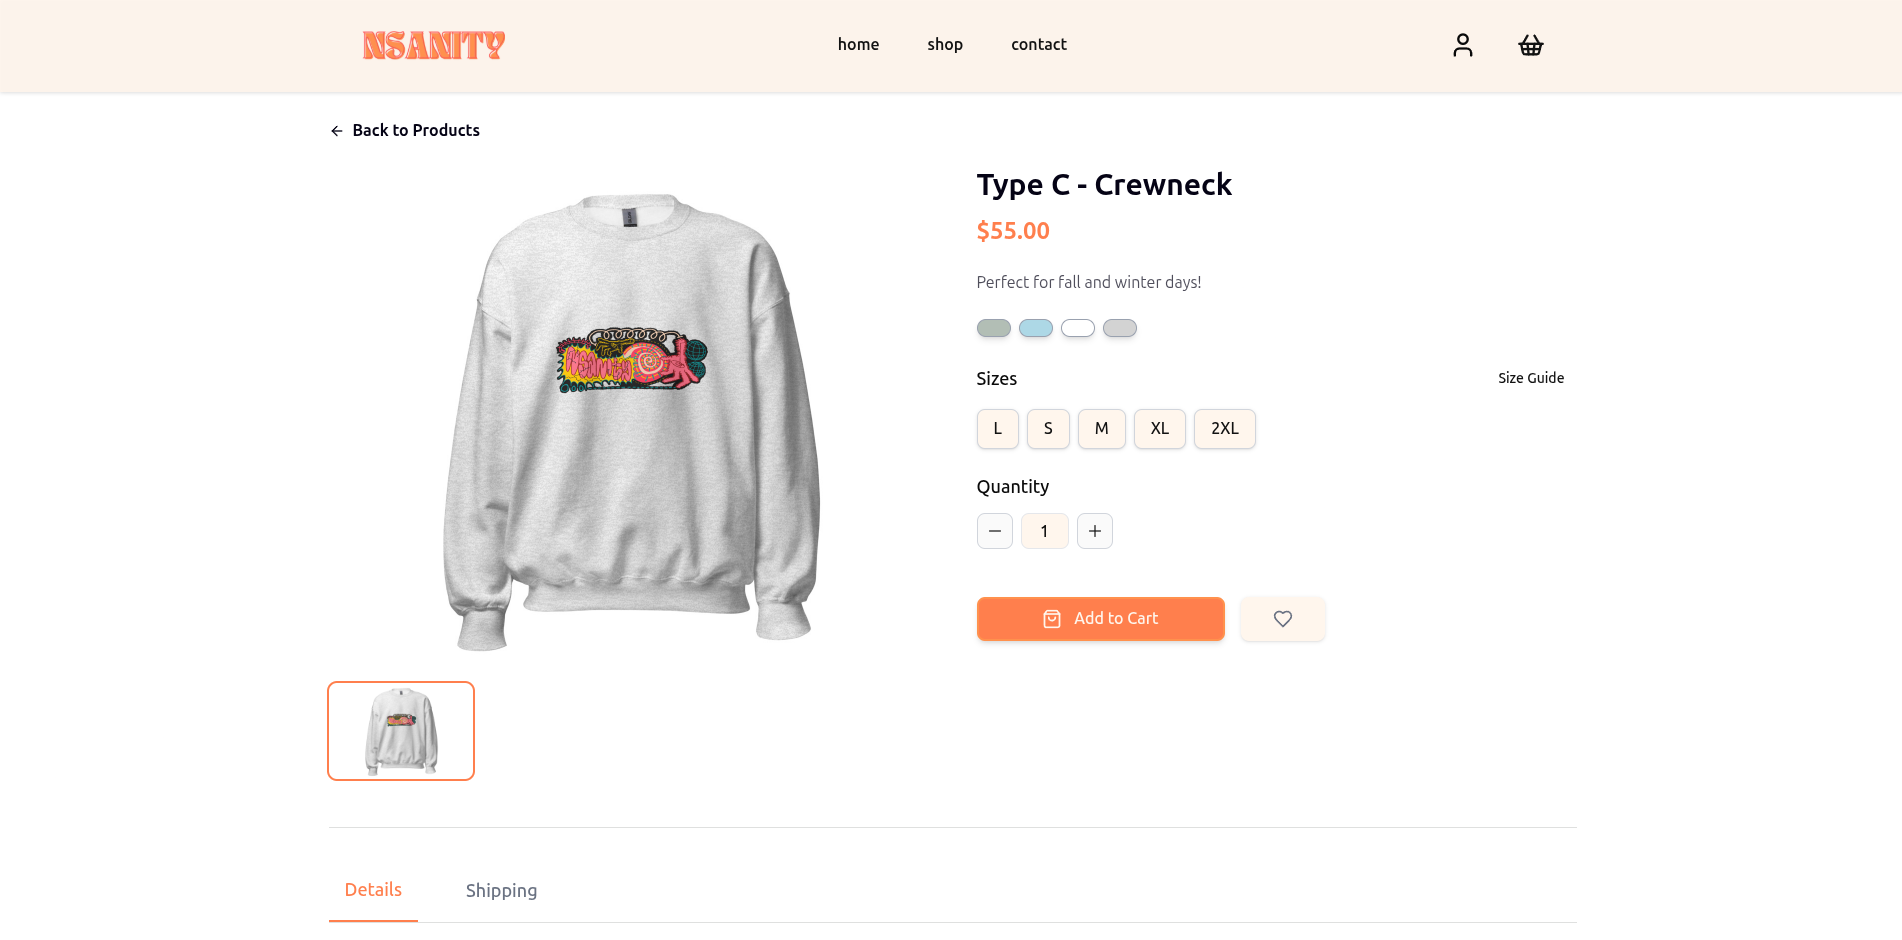 NSANITY
home
shop
contact
Back to Products
Type C - Crewneck
$55.00
Perfect for fall and winter days!
Sizes
Size Guide
L
S
M
XL
2XL
Quantity
1
Add to Cart
Details
Shipping